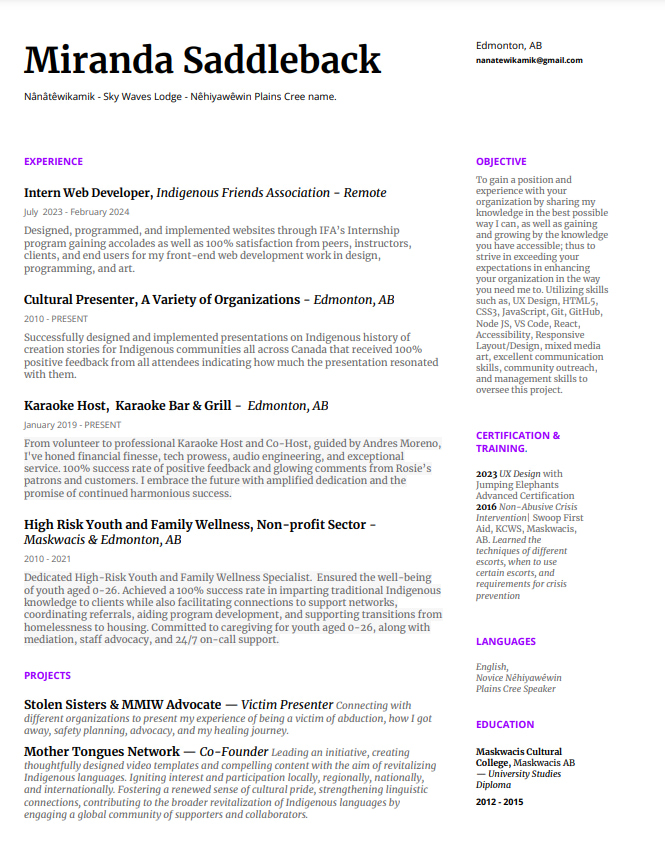 Miranda Saddleback
Nânâtêwikamik - Sky Waves Lodge - Nêhiyawêwin Plains Cree name.
Edmonton, AB
nanatewikamik@gmail.com
EXPERIENCE
Intern Web Developer, Indigenous Friends Association - Remote
July 2023 - February 2024
Designed, programmed, and implemented websites through IFA's Internship
program gaining accolades as well as 100% satisfaction from peers, instructors,
clients, and end users for my front-end web development work in design,
programming, and art.
Cultural Presenter, A Variety of Organizations - Edmonton, AB
2010 - PRESENT
Successfully designed and implemented presentations on Indigenous history of
creation stories for Indigenous communities all across Canada that received 100%
positive feedback from all attendees indicating how much the presentation resonated
with them.
Karaoke Host, Karaoke Bar & Grill - Edmonton, AB
January 2019 - PRESENT
From volunteer to professional Karaoke Host and Co-Host, guided by Andres Moreno,
I've honed financial finesse, tech prowess, audio engineering, and exceptional
service. 100% success rate of positive feedback and glowing comments from Rosie's
patrons and customers. I embrace the future with amplified dedication and the
promise of continued harmonious success.
High Risk Youth and Family Wellness, Non-profit Sector -
Maskwacis & Edmonton, AB
2010 - 2021
Dedicated High-Risk Youth and Family Wellness Specialist. Ensured the well-being
of youth aged 0-26. Achieved a 100% success rate in imparting traditional Indigenous
knowledge to clients while also facilitating connections to support networks,
coordinating referrals, aiding program development, and supporting transitions from
homelessness to housing. Committed to caregiving for youth aged 0-26, along with
mediation, staff advocacy, and 24/7 on-call support.
PROJECTS
Stolen Sisters & MMIW Advocate — Victim Presenter Connecting with
different organizations to present my experience of being a victim of abduction, how I got
away, safety planning, advocacy, and my healing journey.
Mother Tongues Network — Co-Founder Leading an initiative, creating
thoughtfully designed video templates and compelling content with the aim of revitalizing
Indigenous languages. Igniting interest and participation locally, regionally, nationally,
and internationally. Fostering a renewed sense of cultural pride, strengthening linguistic
connections, contributing to the broader revitalization of Indigenous languages by
engaging a global community of supporters and collaborators.
OBJECTIVE
To gain a position and
experience with your
organization by sharing my
knowledge in the best possible
way I can, as well as gaining
and growing by the knowledge
you have accessible; thus to
strive in exceeding your
expectations in enhancing
your organization in the way
you need me to. Utilizing skills
such as, UX Design, HTML5,
CSS3, JavaScript, Git, GitHub,
Node JS, VS Code, React,
Accessibility, Responsive
Layout/Design, mixed media
art, excellent communication
skills, community outreach,
and management skills to
oversee this project.
CERTIFICATION &
TRAINING.
2023 UX Design with
Jumping Elephants
Advanced Certification
2016 Non-Abusive Crisis
Intervention| Swoop First
Aid, KCWS, Maskwacis,
AB. Learned the
techniques of different
escorts, when to use
certain escorts, and
requirements for crisis
prevention
LANGUAGES
English,
Novice Nêhiyawêwin
Plains Cree Speaker
EDUCATION
Maskwacis Cultural
College, Maskwacis AB
— University Studies
Diploma
2012 - 2015